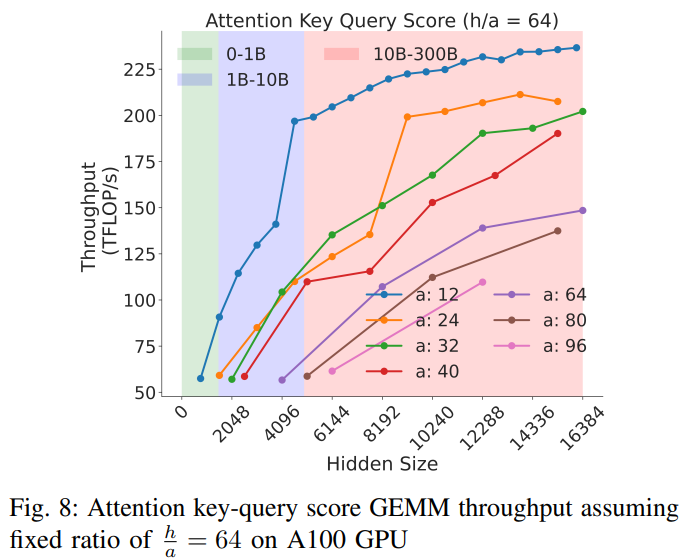 Attention Key Query Score (h/a = 64)
0-1B
1B-10B
10B-300B
225
200
175
150
125
100
75
50
Throughput
(TFLOP/s)
a: 12
a: 24
a: 32
a: 40
a: 64
a: 80
a: 96
0
2048
4096
6144
8192
10240
12288
14336
16384
Hidden Size
Fig. 8: Attention key-query score GEMM throughput assuming
fixed ratio of h/a = 64 on A100 GPU